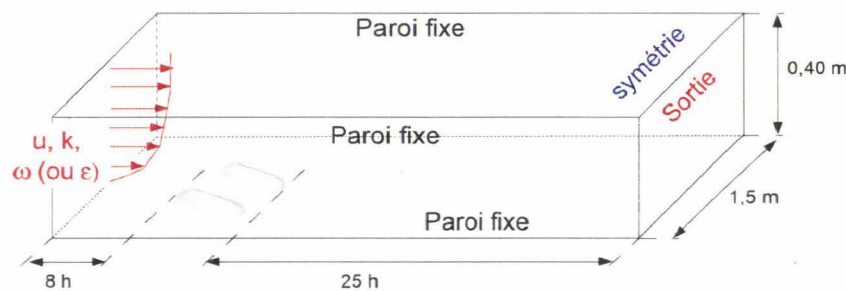 Paroi fixe
symétrie
0,40 m
Sortie
Paroi fixe
u, k,
ω (ou ε)
1,5 m
Paroi fixe
8 h
25 h